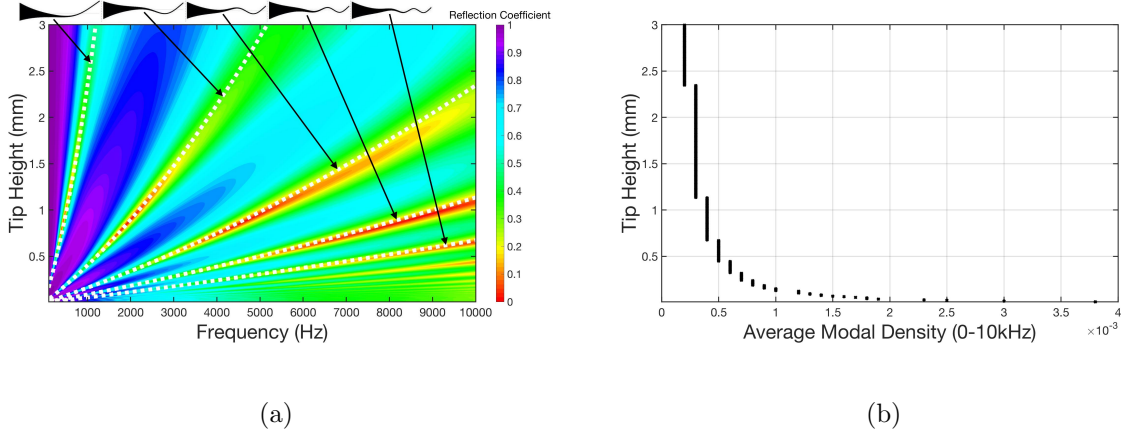 Reflection Coefficient
3
2.5
2
1.5
1
0.5
Tip Height (mm)
1000 2000 3000 4000 5000 6000 7000 8000 9000 10000
Frequency (Hz)
1
0.9
0.8
0.7
0.6
0.5
0.4
0.3
0.2
0.1
0
(a)
3
2.5
2
1.5
1
0.5
Tip Height (mm)
0 0.5 1 1.5 2 2.5 3 3.5 4
Average Modal Density (0-10kHz)
×10⁻³
(b)